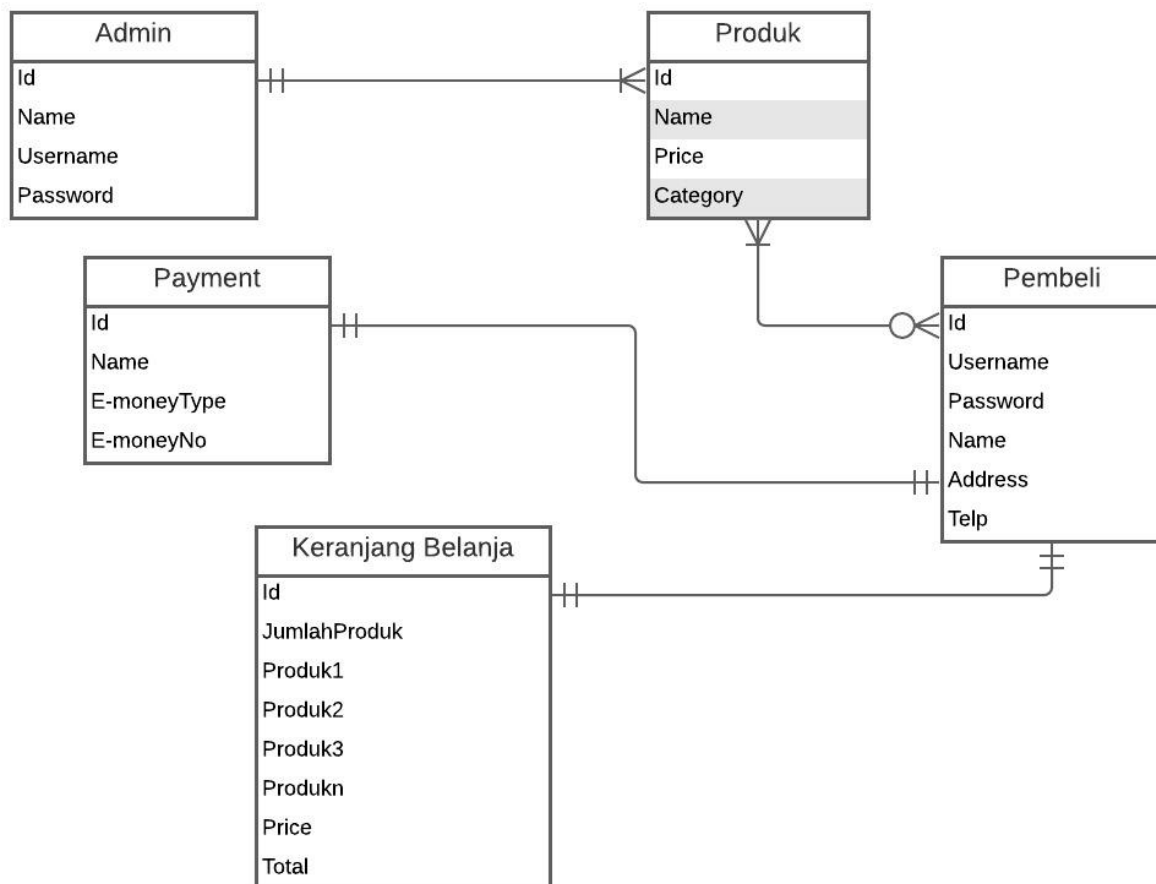 Admin
Id
Name
Username
Password
Produk
Id
Name
Price
Category
Payment
Id
Name
E-moneyType
E-moneyNo
Pembeli
Id
Username
Password
Name
Address
Telp
Keranjang Belanja
Id
JumlahProduk
Produk1
Produk2
Produk3
Produkn
Price
Total